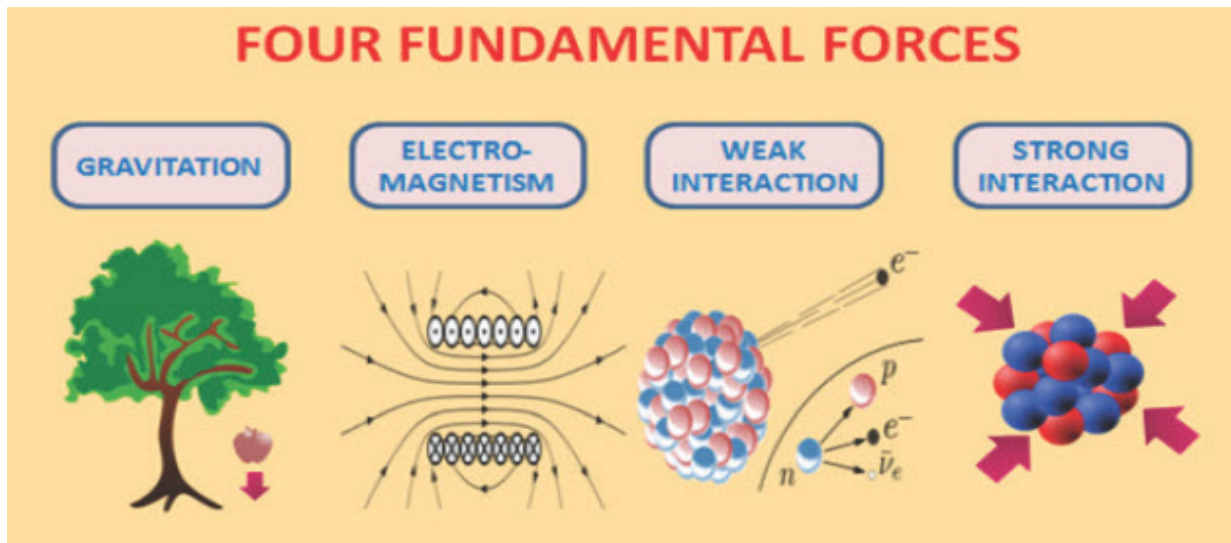 FOUR FUNDAMENTAL FORCES
GRAVITATION
ELECTRO-
MAGNETISM
WEAK
INTERACTION
STRONG
INTERACTION
e⁻
p
e⁻
n
ν̄ₑ